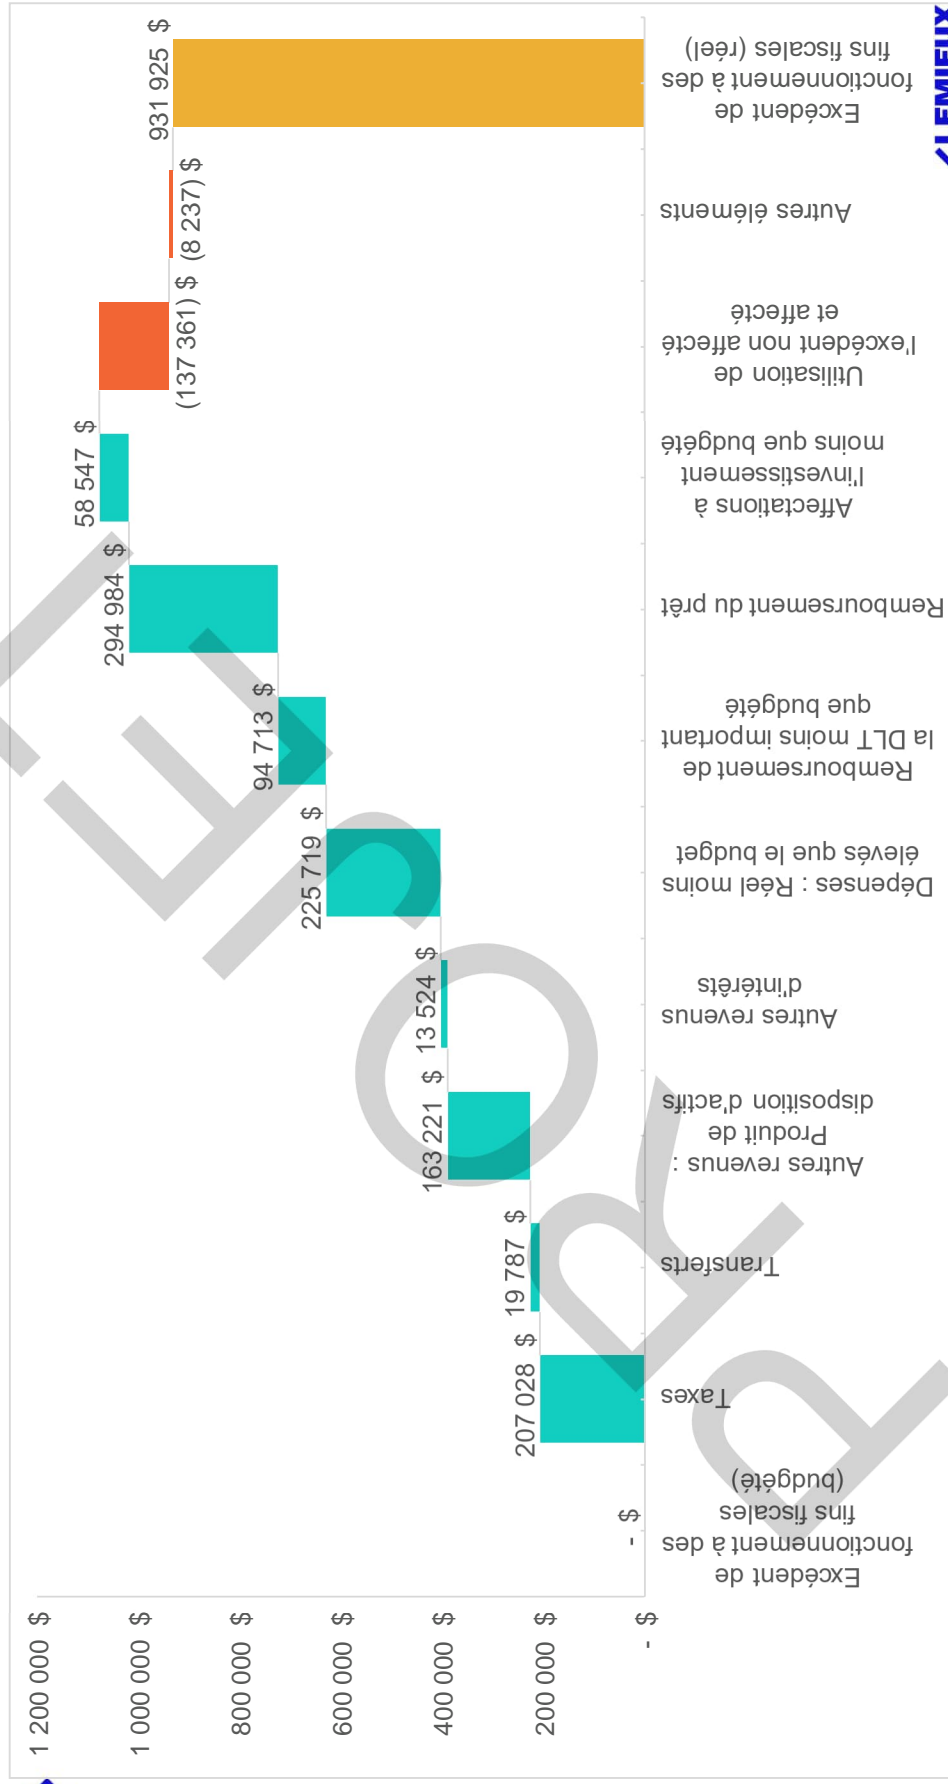 1 200 000 $
1 000 000 $
800 000 $
600 000 $
400 000 $
200 000 $
- $
- $
207 028 $
19 787 $
163 221 $
13 524 $
225 719 $
94 713 $
294 984 $
58 547 $
(137 361) $
(8 237) $
931 925 $
Excédent de
fonctionnement à des
fins fiscales
(budgété)
Taxes
Transferts
Autres revenus :
Produit de
disposition d'actifs
Autres revenus
d'intérêts
Dépenses : Réel moins
élevés que le budget
Remboursement de
la DLT moins important
que budgété
Remboursement du prêt
Affectations à
l'investissement
moins que budgété
Utilisation de
l'excédent non affecté
et affecté
Autres éléments
Excédent de
fonctionnement à des
fins fiscales (réel)
PROJET
LEMIEUX